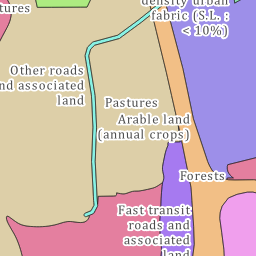 density urban
fabric (S.L. :
< 10%)
tures
Other roads
nd associated
land
Pastures
Arable land
(annual crops)
Forests
Fast transit
roads and
associated
land